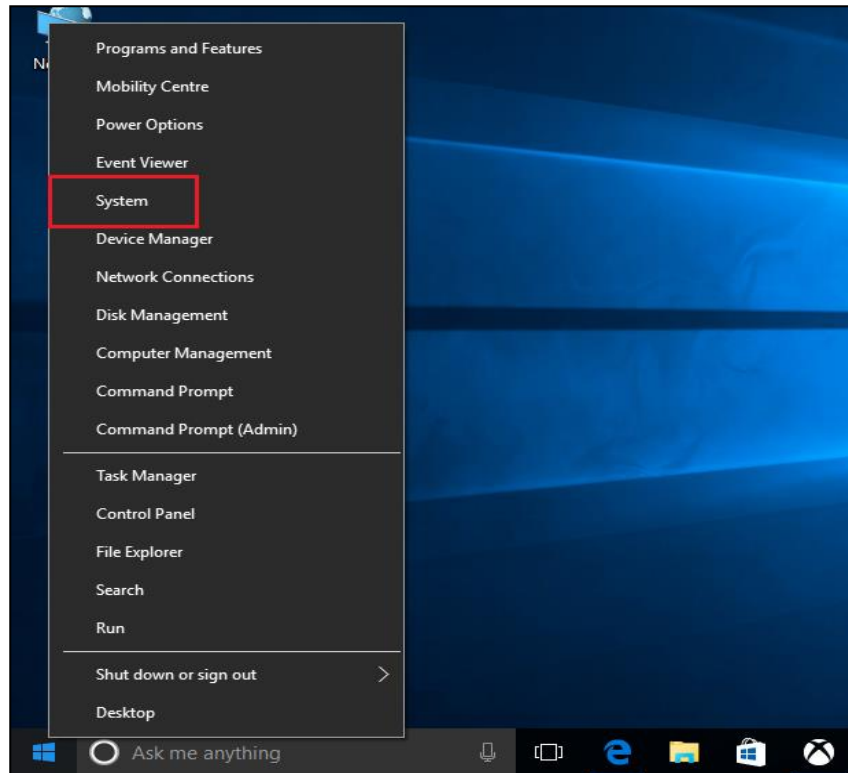 Programs and Features
Mobility Centre
Power Options
Event Viewer
System
Device Manager
Network Connections
Disk Management
Computer Management
Command Prompt
Command Prompt (Admin)
Task Manager
Control Panel
File Explorer
Search
Run
Shut down or sign out
Desktop
Ask me anything